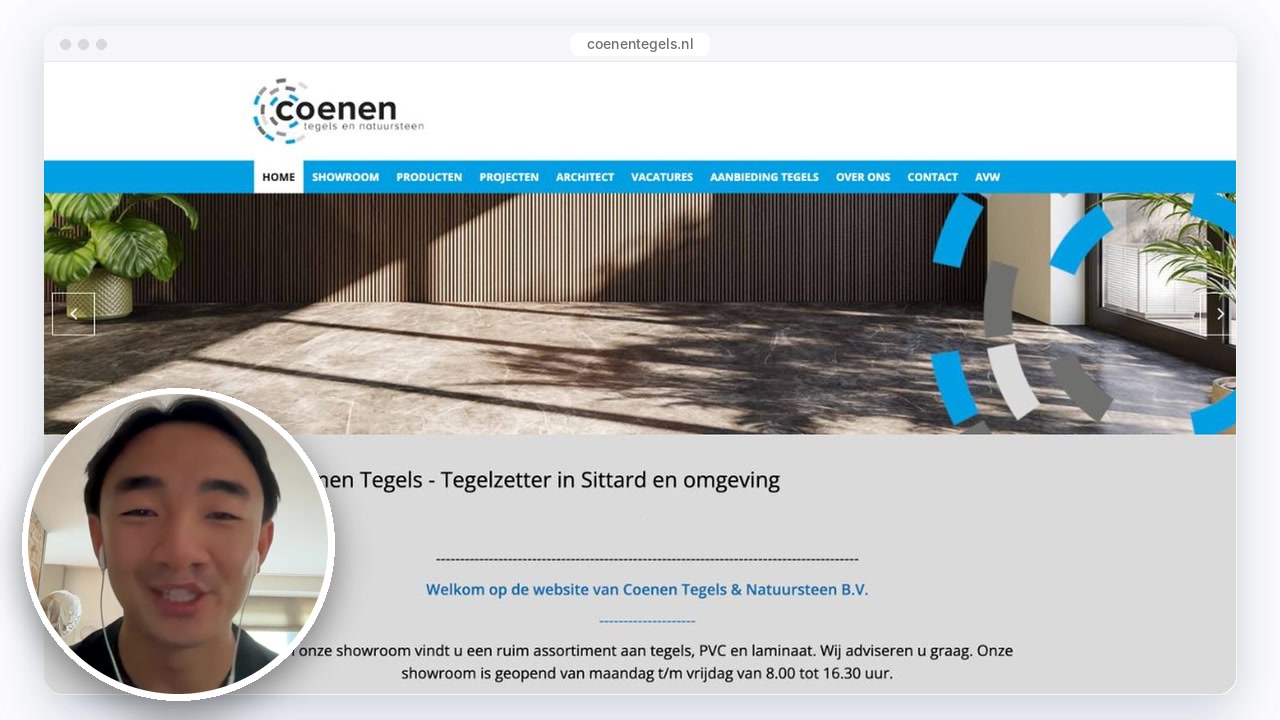 coenentegels.nl
coenen
tegels en natuursteen
HOME SHOWROOM PRODUCTEN PROJECTEN ARCHITECT VACATURES AANBIEDING TEGELS OVER ONS CONTACT AVW
Tegels - Tegelzetter in Sittard en omgeving
Welkom op de website van Coenen Tegels & Natuursteen B.V.
onze showroom vindt u een ruim assortiment aan tegels, PVC en laminaat. Wij adviseren u graag. Onze
showroom is geopend van maandag t/m vrijdag van 8.00 tot 16.30 uur.